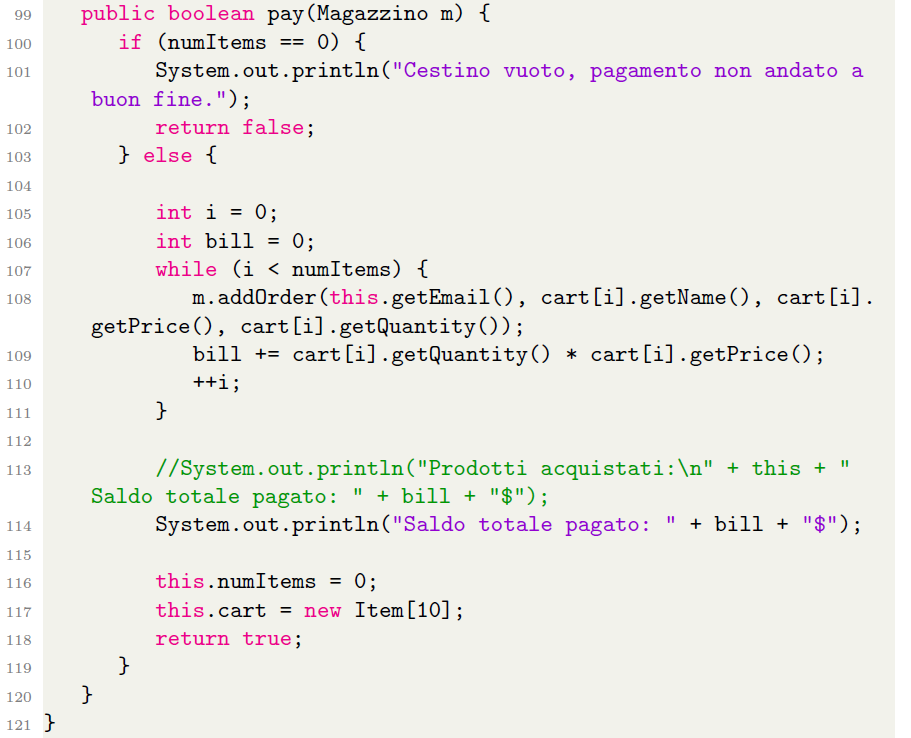 99 public boolean pay(Magazzino m) {
100 if (numItems == 0) {
101 System.out.println("Cestino vuoto, pagamento non andato a
buon fine.");
102 return false;
103 } else {
104
105 int i = 0;
106 int bill = 0;
107 while (i < numItems) {
108 m.addOrder(this.getEmail(), cart[i].getName(), cart[i].
getPrice(), cart[i].getQuantity());
109 bill += cart[i].getQuantity() * cart[i].getPrice();
110 ++i;
111 }
112
113 //System.out.println("Prodotti acquistati:\n" + this + "
Saldo totale pagato: " + bill + "$");
114 System.out.println("Saldo totale pagato: " + bill + "$");
115
116 this.numItems = 0;
117 this.cart = new Item[10];
118 return true;
119 }
120 }
121 }